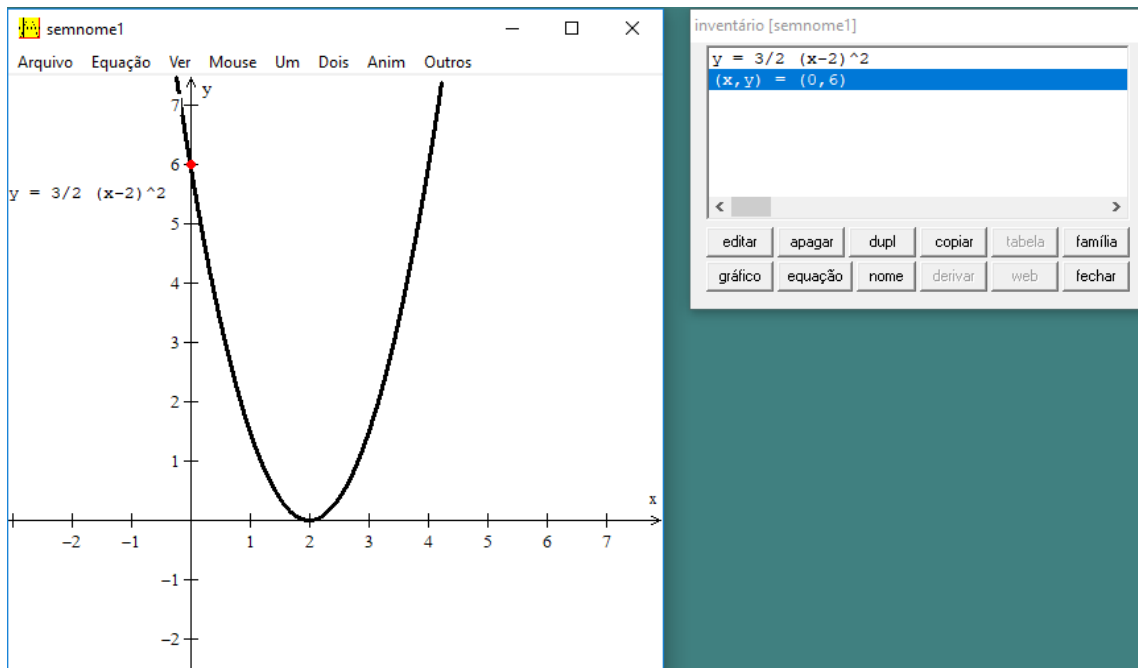 semnome1
Arquivo Equação Ver Mouse Um Dois Anim Outros
y
7
6
y = 3/2 (x-2)^2
5
4
3
2
1
x
−2 −1 1 2 3 4 5 6 7
−1
−2
inventário [semnome1]
y = 3/2 (x-2)^2
(x,y) = (0,6)
editar apagar dupl copiar tabela família
gráfico equação nome derivar web fechar